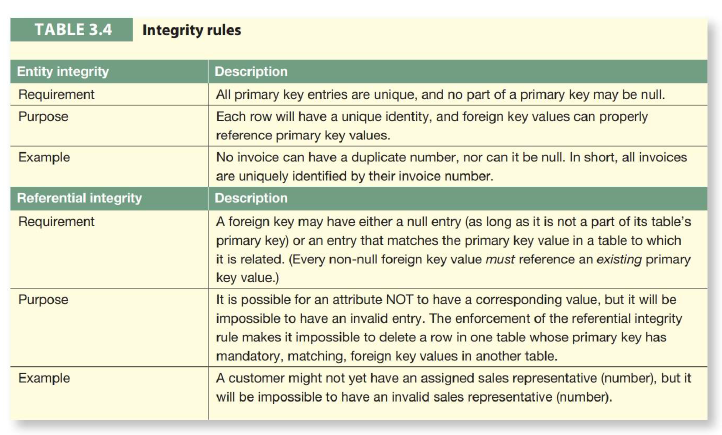 TABLE 3.4 Integrity rules
Entity integrity Description
Requirement All primary key entries are unique, and no part of a primary key may be null.
Purpose Each row will have a unique identity, and foreign key values can properly
reference primary key values.
Example No invoice can have a duplicate number, nor can it be null. In short, all invoices
are uniquely identified by their invoice number.
Referential integrity Description
Requirement A foreign key may have either a null entry (as long as it is not a part of its table's
primary key) or an entry that matches the primary key value in a table to which
it is related. (Every non-null foreign key value must reference an existing primary
key value.)
Purpose It is possible for an attribute NOT to have a corresponding value, but it will be
impossible to have an invalid entry. The enforcement of the referential integrity
rule makes it impossible to delete a row in one table whose primary key has
mandatory, matching, foreign key values in another table.
Example A customer might not yet have an assigned sales representative (number), but it
will be impossible to have an invalid sales representative (number).